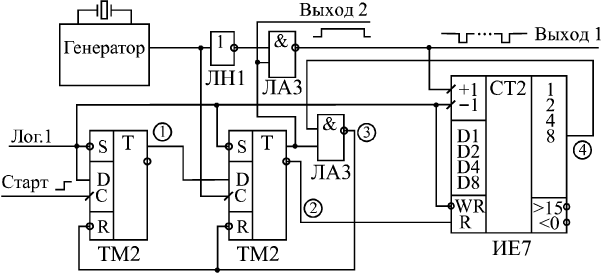 Выход 2
Выход 1
Генератор
1
ЛН1
&
ЛА3
+1
−1
CT2
1
2
4
8
D1
D2
D4
D8
WR
R
>15
<0
ИЕ7
4
Лог.1
Старт
S
T
D
C
R
ТМ2
1
S
T
D
C
R
ТМ2
2
&
ЛА3
3